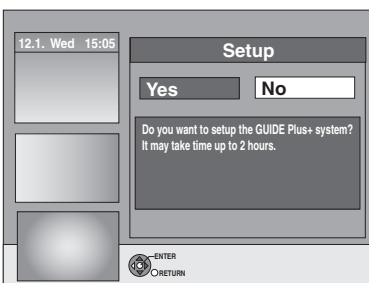 12.1. Wed 15:05
Setup
Yes No
Do you want to setup the GUIDE Plus+ system?
It may take time up to 2 hours.
ENTER
RETURN